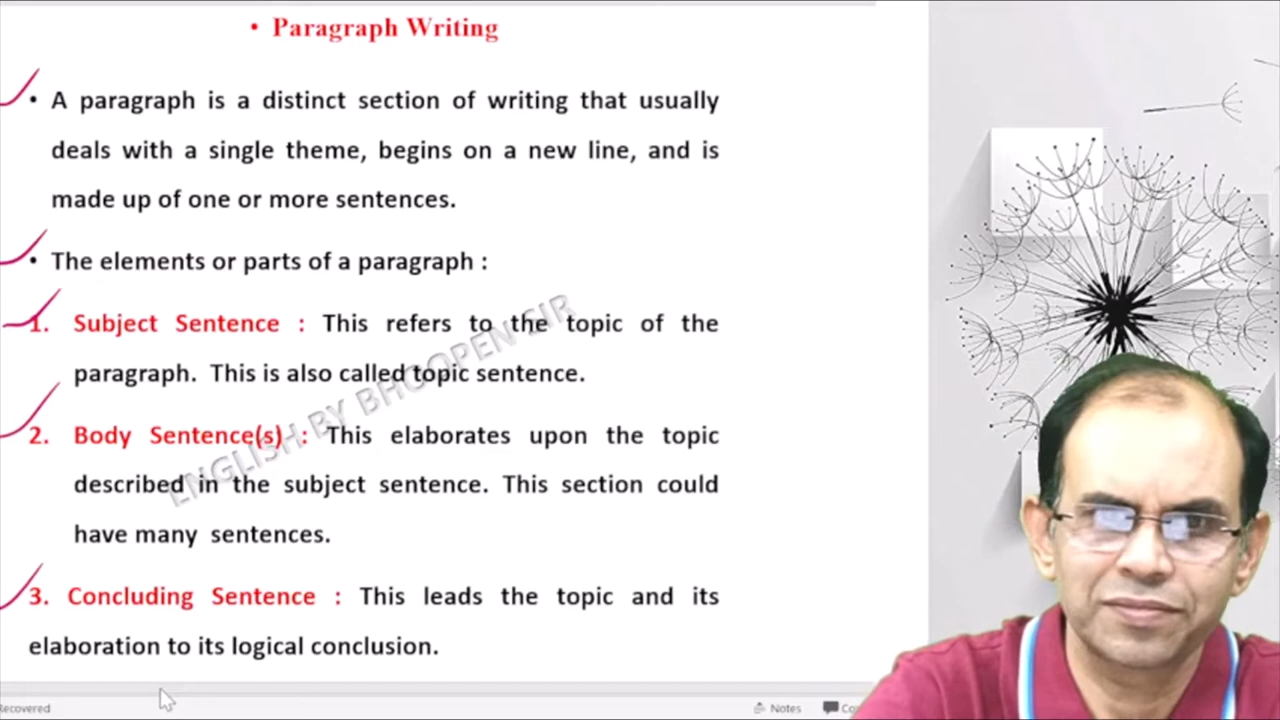 • Paragraph Writing
• A paragraph is a distinct section of writing that usually
deals with a single theme, begins on a new line, and is
made up of one or more sentences.
• The elements or parts of a paragraph :
1. Subject Sentence : This refers to the topic of the
paragraph. This is also called topic sentence.
2. Body Sentence(s) : This elaborates upon the topic
described in the subject sentence. This section could
have many sentences.
3. Concluding Sentence : This leads the topic and its
elaboration to its logical conclusion.
ENGLISH BY BHOOPEN SIR
Recovered
Notes